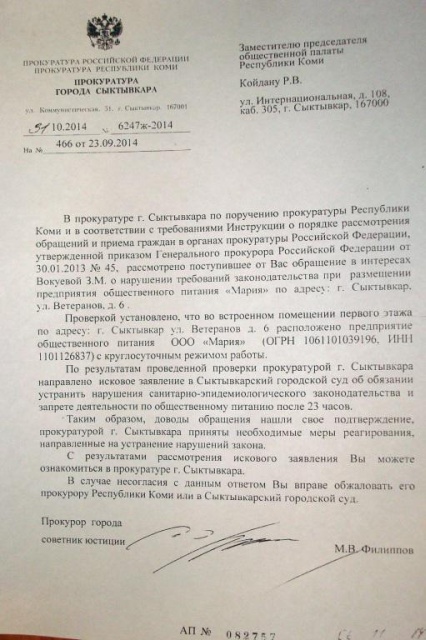 ПРОКУРАТУРА РОССИЙСКОЙ ФЕДЕРАЦИИ
ПРОКУРАТУРА РЕСПУБЛИКИ КОМИ
ПРОКУРАТУРА
ГОРОДА СЫКТЫВКАРА
ул. Коммунистическая, 31, г. Сыктывкар, 167001
31.10.2014 № 6247ж-2014
На № 466 от 23.09.2014
Заместителю председателя
общественной палаты
Республики Коми
Койдану Р.В.
ул. Интернациональная, д. 108,
каб. 305, г. Сыктывкар, 167000
В прокуратуре г. Сыктывкара по поручению прокуратуры Республики
Коми и в соответствии с требованиями Инструкции о порядке рассмотрения
обращений и приема граждан в органах прокуратуры Российской Федерации,
утвержденной приказом Генерального прокурора Российской Федерации от
30.01.2013 № 45, рассмотрено поступившее от Вас обращение в интересах
Вокуевой З.М. о нарушении требований законодательства при размещении
предприятия общественного питания «Мария» по адресу: г. Сыктывкар,
ул. Ветеранов, д. 6 .
Проверкой установлено, что во встроенном помещении первого этажа
по адресу: г. Сыктывкар ул. Ветеранов д. 6 расположено предприятие
общественного питания ООО «Мария» (ОГРН 1061101039196, ИНН
1101126837) с круглосуточным режимом работы.
По результатам проведенной проверки прокуратурой г. Сыктывкара
направлено исковое заявление в Сыктывкарский городской суд об обязании
устранить нарушения санитарно-эпидемиологического законодательства и
запрете деятельности по общественному питанию после 23 часов.
Таким образом, доводы обращения нашли свое подтверждение,
прокуратурой г. Сыктывкара приняты необходимые меры реагирования,
направленные на устранение нарушений закона.
С результатами рассмотрения искового заявления Вы можете
ознакомиться в прокуратуре г. Сыктывкара.
В случае несогласия с данным ответом Вы вправе обжаловать его
прокурору Республики Коми или в Сыктывкарский городской суд.
Прокурор города
советник юстиции
М.В. Филиппов
АП № 082757